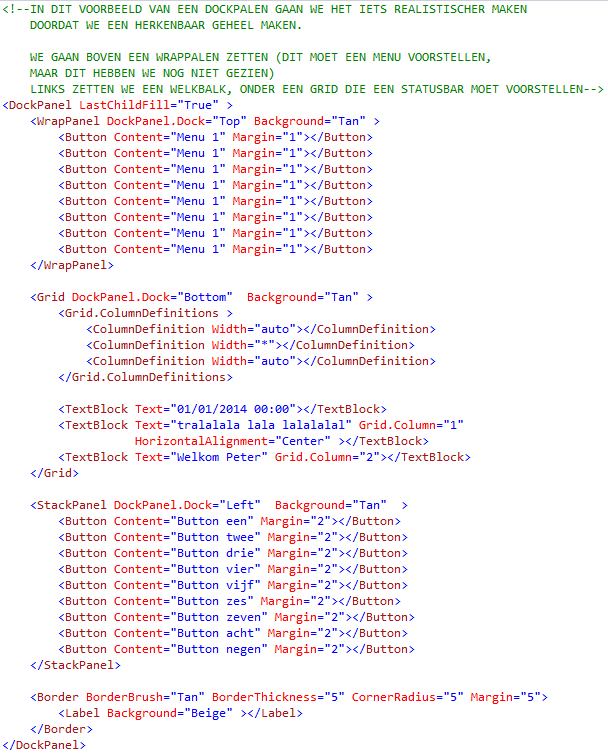 <!--IN DIT VOORBEELD VAN EEN DOCKPALEN GAAN WE HET IETS REALISTISCHER MAKEN
    DOORDAT WE EEN HERKENBAAR GEHEEL MAKEN.

    WE GAAN BOVEN EEN WRAPPALEN ZETTEN (DIT MOET EEN MENU VOORSTELLEN,
    MAAR DIT HEBBEN WE NOG NIET GEZIEN)
    LINKS ZETTEN WE EEN WELKBALK, ONDER EEN GRID DIE EEN STATUSBAR MOET VOORSTELLEN-->
<DockPanel LastChildFill="True" >
    <WrapPanel DockPanel.Dock="Top" Background="Tan" >
        <Button Content="Menu 1" Margin="1"></Button>
        <Button Content="Menu 1" Margin="1"></Button>
        <Button Content="Menu 1" Margin="1"></Button>
        <Button Content="Menu 1" Margin="1"></Button>
        <Button Content="Menu 1" Margin="1"></Button>
        <Button Content="Menu 1" Margin="1"></Button>
        <Button Content="Menu 1" Margin="1"></Button>
        <Button Content="Menu 1" Margin="1"></Button>
    </WrapPanel>

    <Grid DockPanel.Dock="Bottom"  Background="Tan" >
        <Grid.ColumnDefinitions >
            <ColumnDefinition Width="auto"></ColumnDefinition>
            <ColumnDefinition Width="*"></ColumnDefinition>
            <ColumnDefinition Width="auto"></ColumnDefinition>
        </Grid.ColumnDefinitions>

        <TextBlock Text="01/01/2014 00:00"></TextBlock>
        <TextBlock Text="tralalala lala lalalalal" Grid.Column="1"
                   HorizontalAlignment="Center" ></TextBlock>
        <TextBlock Text="Welkom Peter" Grid.Column="2"></TextBlock>
    </Grid>

    <StackPanel DockPanel.Dock="Left"  Background="Tan"  >
        <Button Content="Button een" Margin="2"></Button>
        <Button Content="Button twee" Margin="2"></Button>
        <Button Content="Button drie" Margin="2"></Button>
        <Button Content="Button vier" Margin="2"></Button>
        <Button Content="Button vijf" Margin="2"></Button>
        <Button Content="Button zes" Margin="2"></Button>
        <Button Content="Button zeven" Margin="2"></Button>
        <Button Content="Button acht" Margin="2"></Button>
        <Button Content="Button negen" Margin="2"></Button>
    </StackPanel>

    <Border BorderBrush="Tan" BorderThickness="5" CornerRadius="5" Margin="5">
        <Label Background="Beige" ></Label>
    </Border>
</DockPanel>